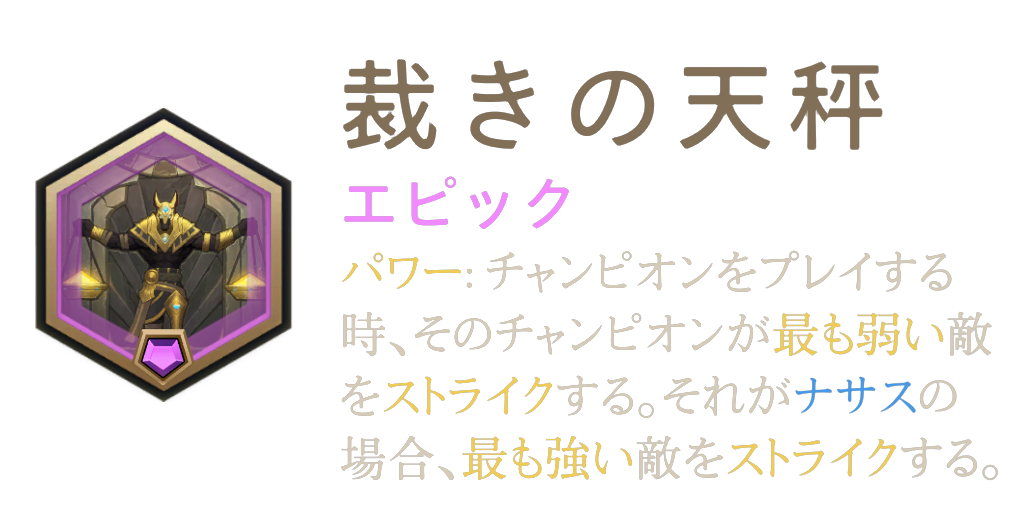 裁きの天秤
エピック
パワー: チャンピオンをプレイする
時、そのチャンピオンが最も弱い敵
をストライクする。それがナサスの
場合、最も強い敵をストライクする。